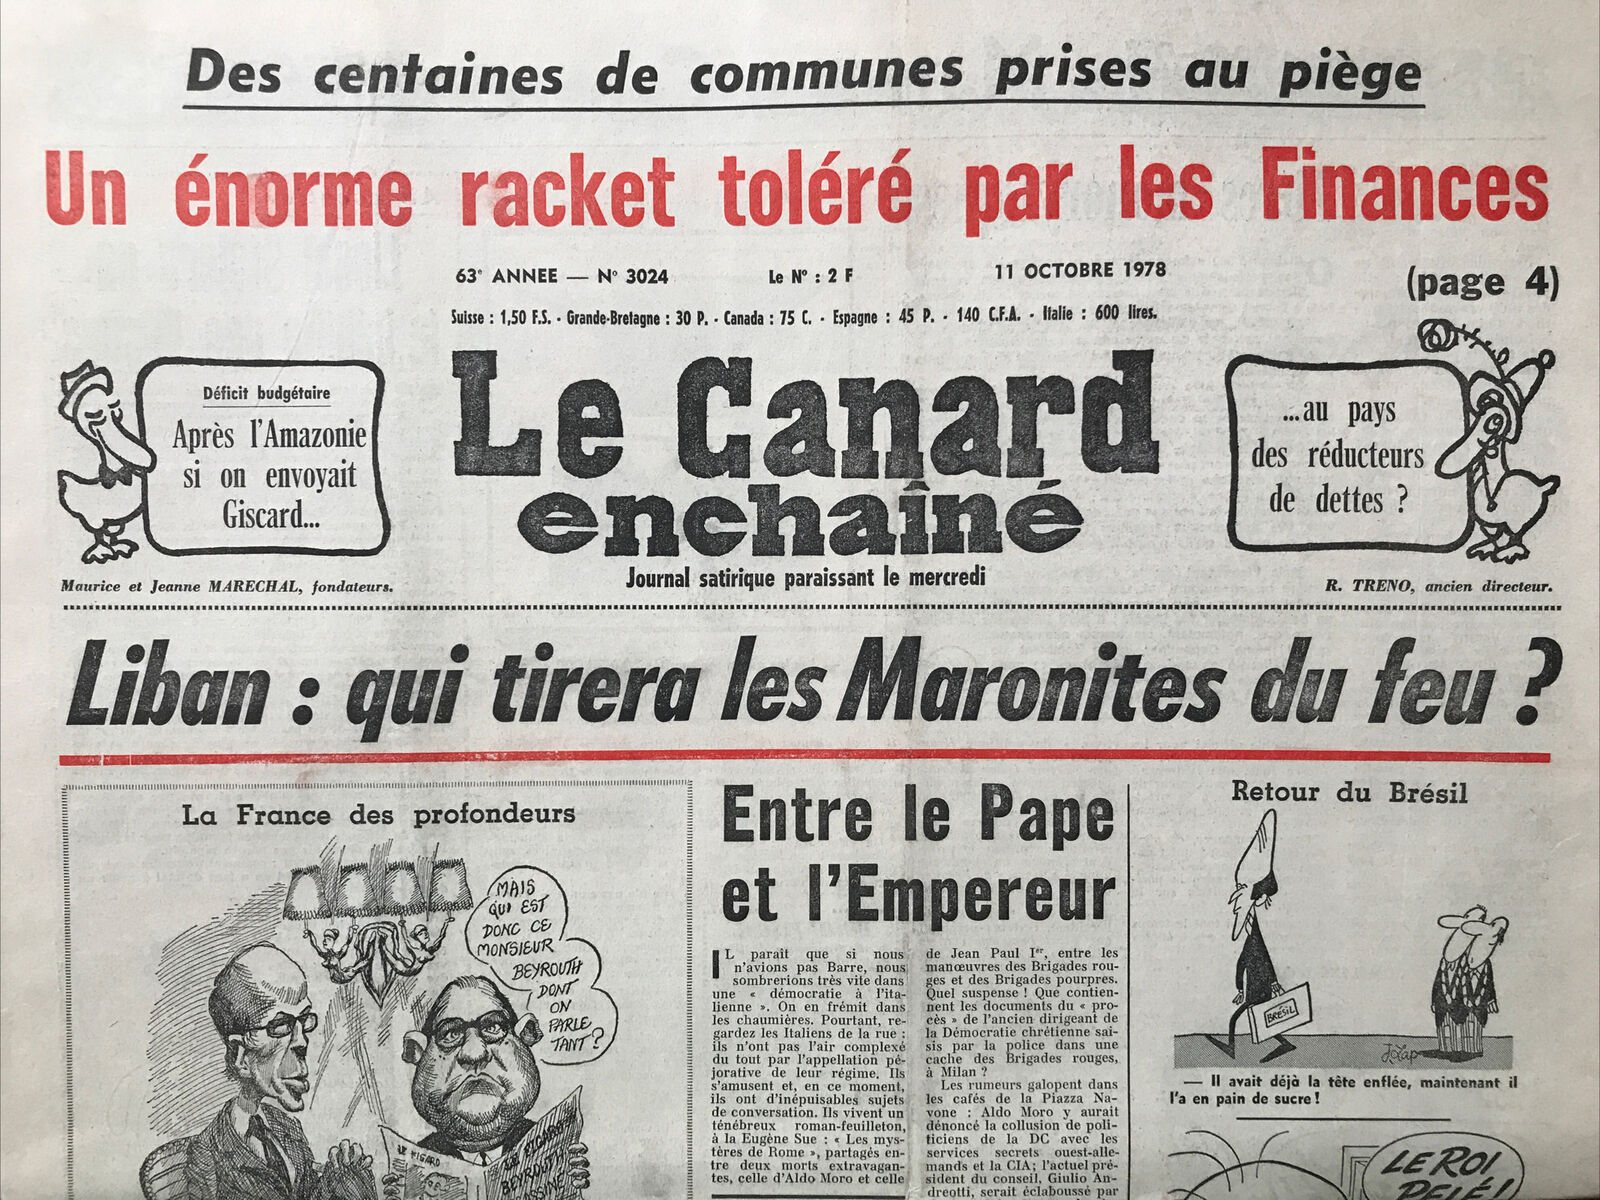 Des centaines de communes prises au piège
Un énorme racket toléré par les Finances
63e ANNEE — No 3024
Le No : 2 F
11 OCTOBRE 1978
(page 4)
Suisse : 1,50 F.S. - Grande-Bretagne : 30 P. - Canada : 75 C. - Espagne : 45 P. - 140 C.F.A. - Italie : 600 lires.
Déficit budgétaire
Après l'Amazonie
si on envoyait
Giscard...
Le Canard
enchaîné
Journal satirique paraissant le mercredi
...au pays
des réducteurs
de dettes ?
Maurice et Jeanne MARECHAL, fondateurs.
R. TRENO, ancien directeur.
Liban : qui tirera les Maronites du feu ?
La France des profondeurs
MAIS
QUI EST
DONC CE
MONSIEUR
BEYROUTH
DONT
ON
PARLE
TANT ?
LE FIGARO
LE FIGARO
BEYROUTH
Entre le Pape
et l'Empereur
IL paraît que si nous
n'avions pas Barre, nous
sombrerions très vite dans
une « démocratie à l'ita-
lienne ». On en frémit dans
les chaumières. Pourtant, re-
gardez les Italiens de la rue :
ils n'ont pas l'air complexé
du tout par l'appellation pé-
jorative de leur régime. Ils
s'amusent et, en ce moment,
ils ont d'inépuisables sujets
de conversation. Ils vivent un
ténébreux roman-feuilleton,
à la Eugène Sue : « Les mys-
tères de Rome », partagés en-
tre deux morts extravagan-
tes, celle d'Aldo Moro et celle
de Jean Paul Ier, entre les
manœuvres des Brigades rou-
ges et des Brigades pourpres.
Quel suspense ! Que contien-
nent les documents du « pro-
cès » de l'ancien dirigeant de
la Démocratie chrétienne sai-
sis par la police dans une
cache des Brigades rouges,
à Milan ?
Les rumeurs galopent dans
les cafés de la Piazza Na-
vone : Aldo Moro y aurait
dénoncé la collusion de poli-
ticiens de la DC avec les
services secrets ouest-alle-
mands et la CIA ; l'actuel pré-
sident du conseil, Giulio An-
dreotti, serait éclaboussé par
Retour du Brésil
BRESIL
— Il avait déjà la tête enflée, maintenant il
l'a en pain de sucre !
LE ROI
PELÉ !